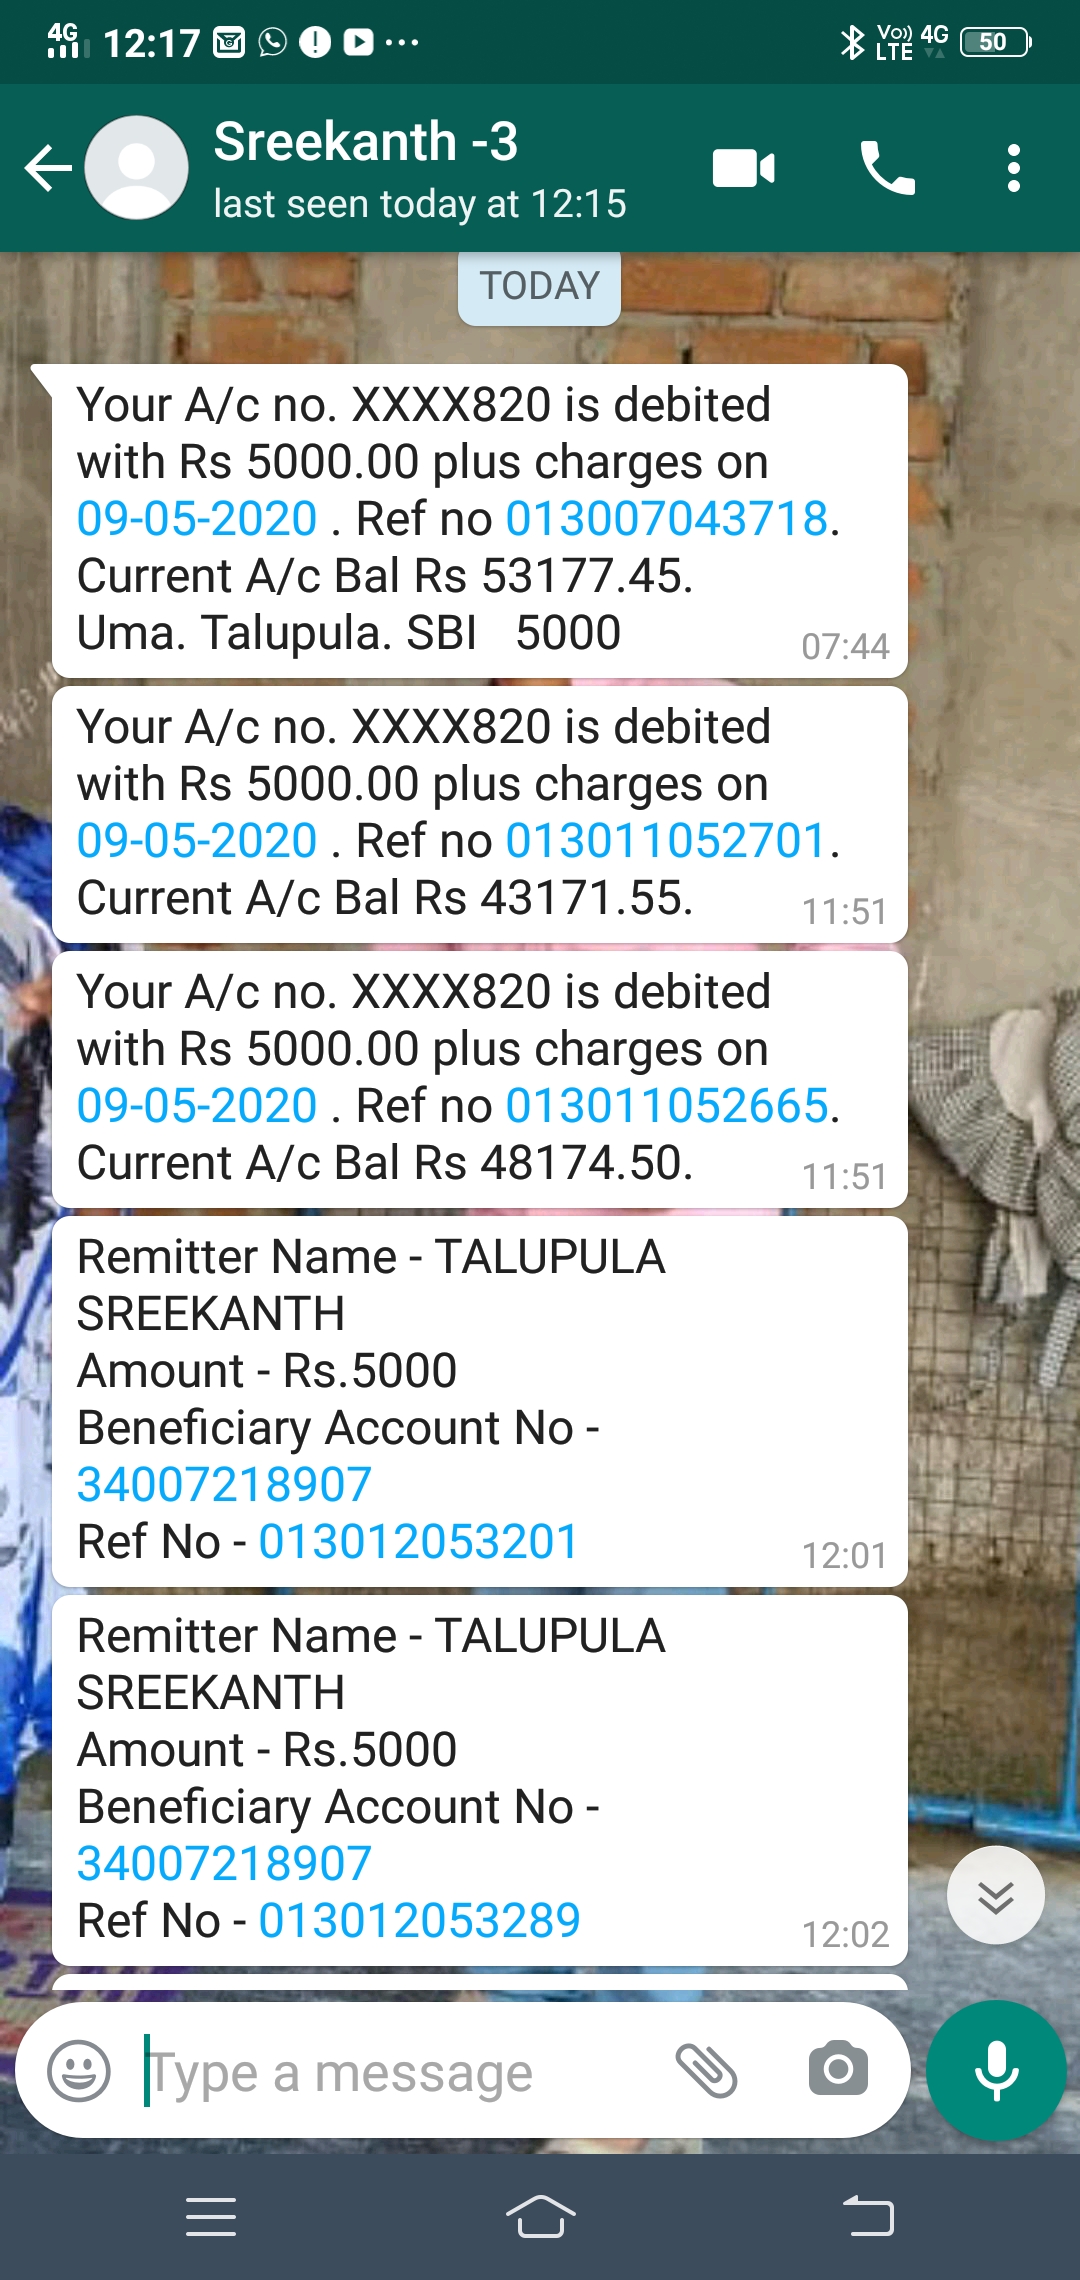 4G 12:17 Vo)) LTE 4G 50
Sreekanth -3
last seen today at 12:15
TODAY
Your A/c no. XXXX820 is debited
with Rs 5000.00 plus charges on
09-05-2020 . Ref no 013007043718.
Current A/c Bal Rs 53177.45.
Uma. Talupula. SBI   5000
07:44
Your A/c no. XXXX820 is debited
with Rs 5000.00 plus charges on
09-05-2020 . Ref no 013011052701.
Current A/c Bal Rs 43171.55.
11:51
Your A/c no. XXXX820 is debited
with Rs 5000.00 plus charges on
09-05-2020 . Ref no 013011052665.
Current A/c Bal Rs 48174.50.
11:51
Remitter Name - TALUPULA
SREEKANTH
Amount - Rs.5000
Beneficiary Account No -
34007218907
Ref No - 013012053201
12:01
Remitter Name - TALUPULA
SREEKANTH
Amount - Rs.5000
Beneficiary Account No -
34007218907
Ref No - 013012053289
12:02
Type a message